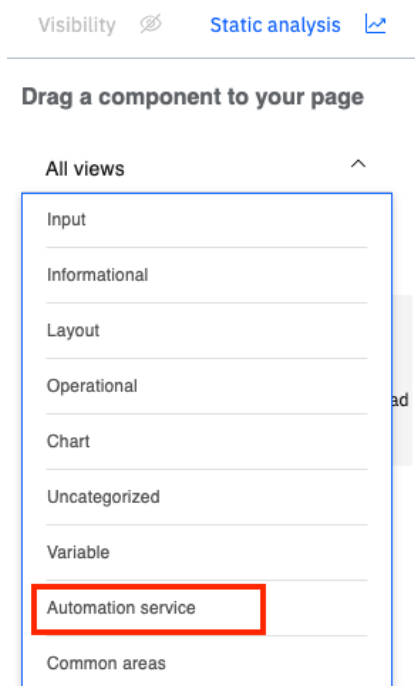 Visibility Static analysis
Drag a component to your page
All views
Input
Informational
Layout
Operational
ad
Chart
Uncategorized
Variable
Automation service
Common areas